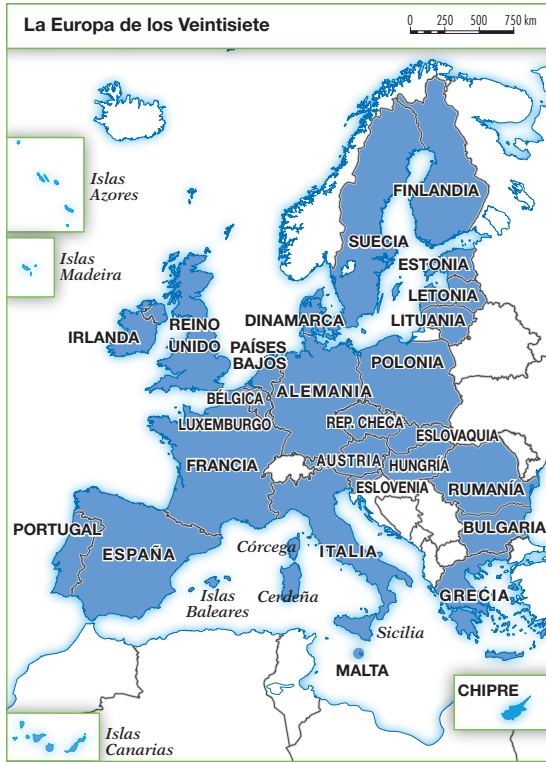 La Europa de los Veintisiete
0 250 500 750 km
Islas
Azores
Islas
Madeira
FINLANDIA
SUECIA
ESTONIA
LETONIA
LITUANIA
DINAMARCA
IRLANDA
REINO
UNIDO
PAÍSES
BAJOS
POLONIA
ALEMANIA
BÉLGICA
LUXEMBURGO
REP. CHECA
ESLOVAQUIA
AUSTRIA
HUNGRÍA
FRANCIA
ESLOVENIA
RUMANÍA
BULGARIA
PORTUGAL
ESPAÑA
Córcega
ITALIA
Islas
Baleares
Cerdeña
GRECIA
Sicilia
MALTA
CHIPRE
Islas
Canarias